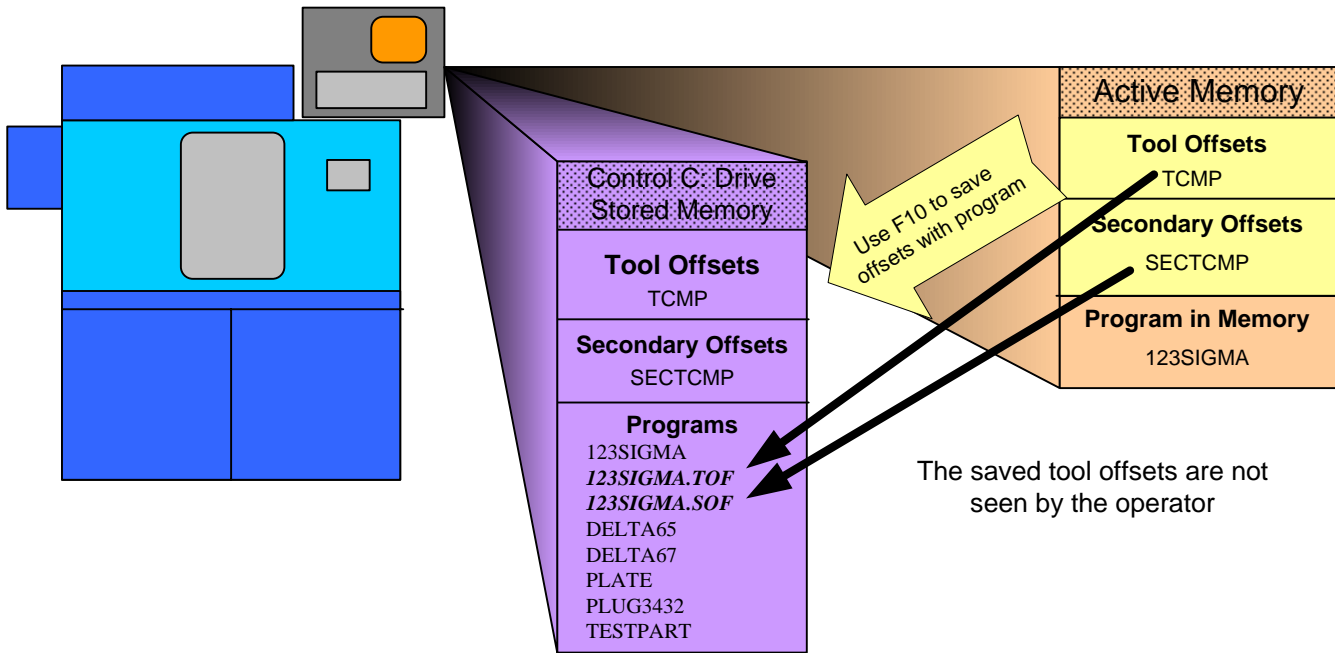 Active Memory
Tool Offsets
TCMP
Secondary Offsets
SECTCMP
Program in Memory
123SIGMA
Use F10 to save
offsets with program
Control C: Drive
Stored Memory
Tool Offsets
TCMP
Secondary Offsets
SECTCMP
Programs
123SIGMA
123SIGMA.TOF
123SIGMA.SOF
DELTA65
DELTA67
PLATE
PLUG3432
TESTPART
The saved tool offsets are not
seen by the operator